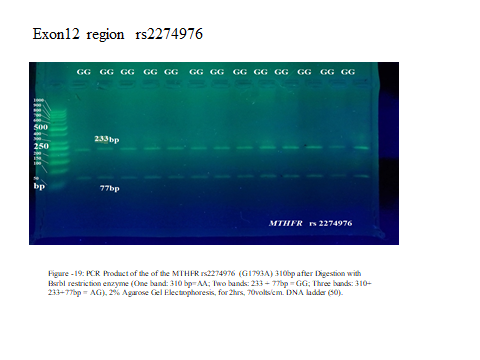 Exon12 region rs2274976
GG GG GG GG GG GG GG GG GG GG GG GG GG
1000
900
800
700
600
500
400
300
250
200
150
100
50
bp
233bp
77bp
MTHFR rs 2274976
Figure -19: PCR Product of the of the MTHFR rs2274976 (G1793A) 310bp after Digestion with
BsrbI restriction enzyme (One band: 310 bp=AA; Two bands: 233 + 77bp = GG; Three bands: 310+
233+77bp = AG), 2% Agarose Gel Electrophoresis, for 2hrs, 70volts/cm. DNA ladder (50).